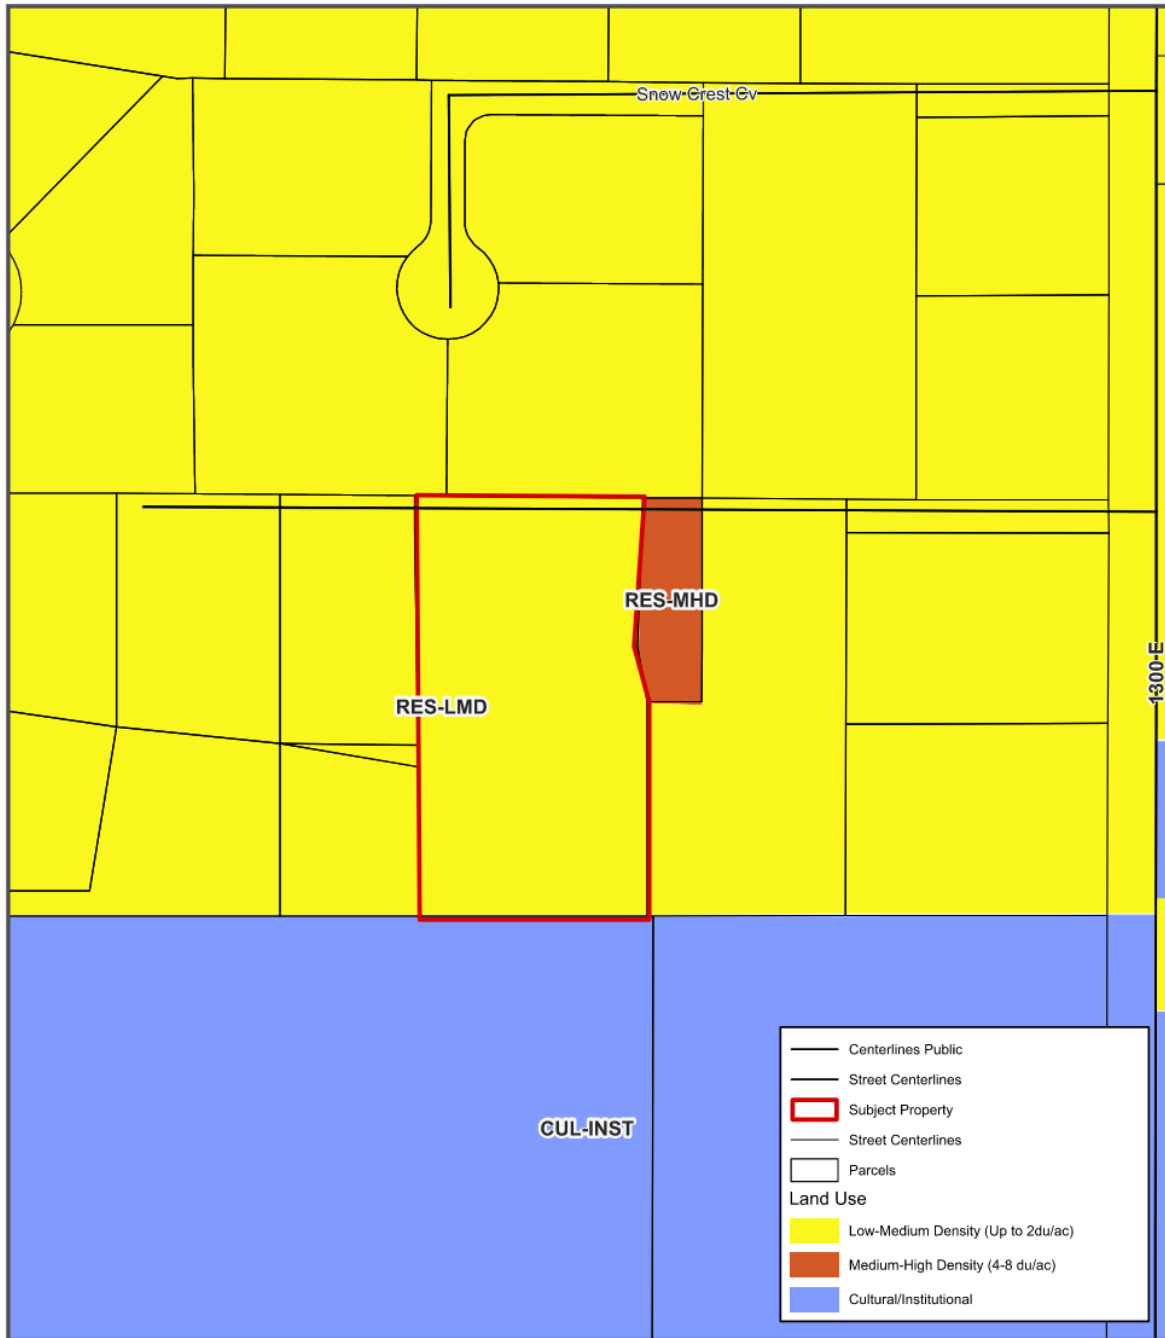 Snow Crest Cv
RES-MHD
1300-E
RES-LMD
CUL-INST
Centerlines Public
Street Centerlines
Subject Property
Street Centerlines
Parcels
Land Use
Low-Medium Density (Up to 2du/ac)
Medium-High Density (4-8 du/ac)
Cultural/Institutional